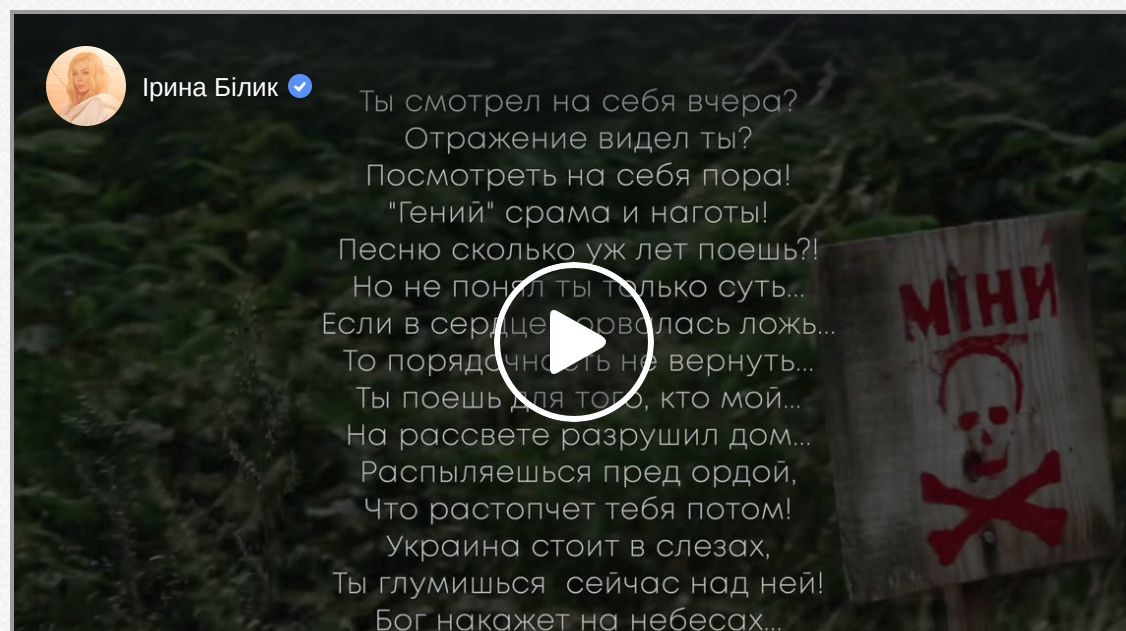 Ірина Білик
Ты смотрел на себя вчера?
Отражение видел ты?
Посмотреть на себя пора!
"Гений" срама и наготы!
Песню сколько уж лет поешь?!
Но не понял ты только суть...
Если в сердце ворвалась ложь...
То порядочность не вернуть...
Ты поешь для того, кто мой...
На рассвете разрушил дом...
Распыляешься пред ордой,
Что растопчет тебя потом!
Украина стоит в слезах,
Ты глумишься  сейчас над ней!
Бог накажет на небесах...
МІНИ